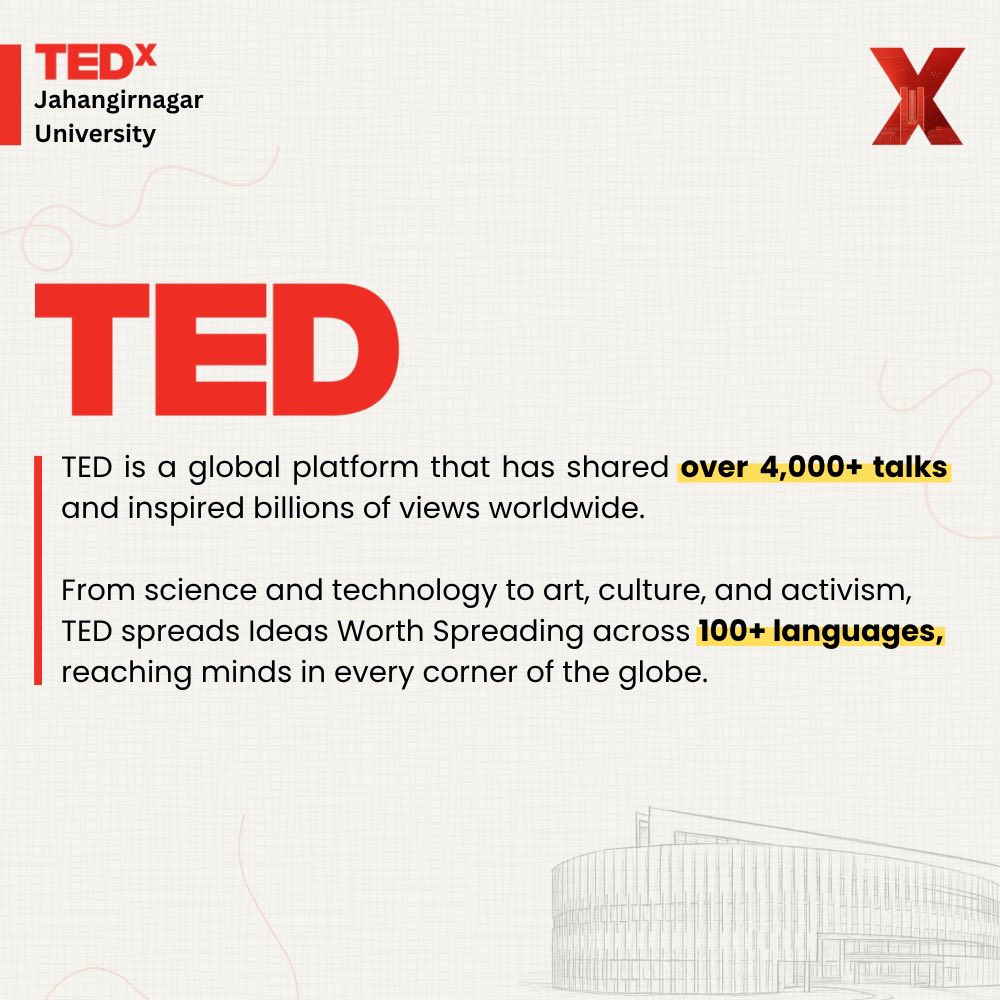 TEDx
Jahangirnagar
University
X
TED
TED is a global platform that has shared over 4,000+ talks
and inspired billions of views worldwide.
From science and technology to art, culture, and activism,
TED spreads Ideas Worth Spreading across 100+ languages,
reaching minds in every corner of the globe.